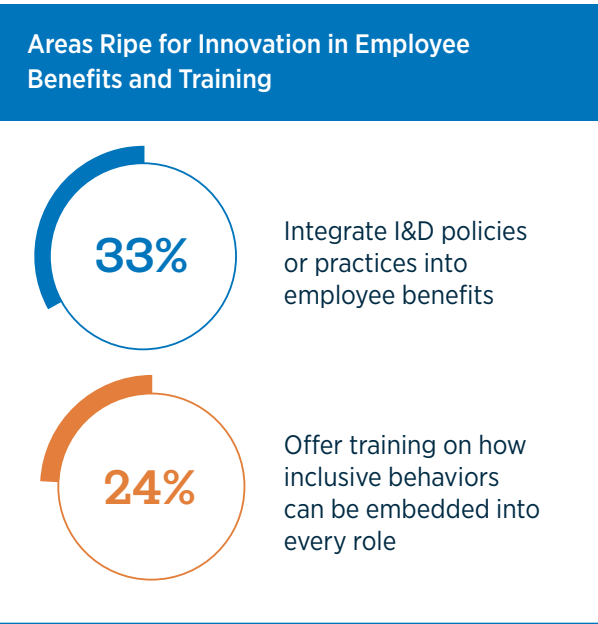 Areas Ripe for Innovation in Employee
Benefits and Training
33%
Integrate I&D policies
or practices into
employee benefits
24%
Offer training on how
inclusive behaviors
can be embedded into
every role